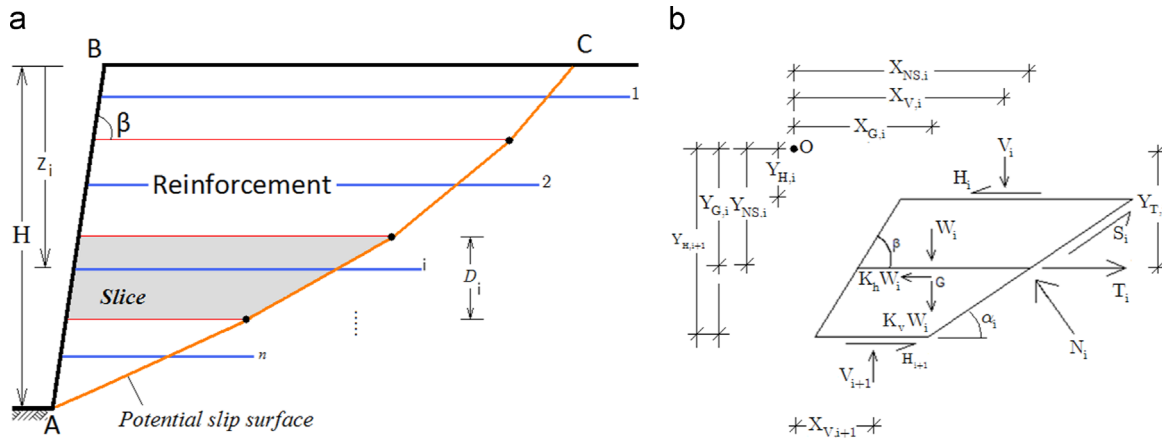 a
B
C
1
β
Z i
Reinforcement
2
H
i
D i
Slice
n
A
Potential slip surface
b
X NS,i
X V,i
X G,i
O
V i
Y H,i
H i
Y G,i
Y NS,i
Y T,
Y H,i+1
S i
β
W i
K h W i
G
T i
K v W i
α i
N i
H i+1
V i+1
X V,i+1